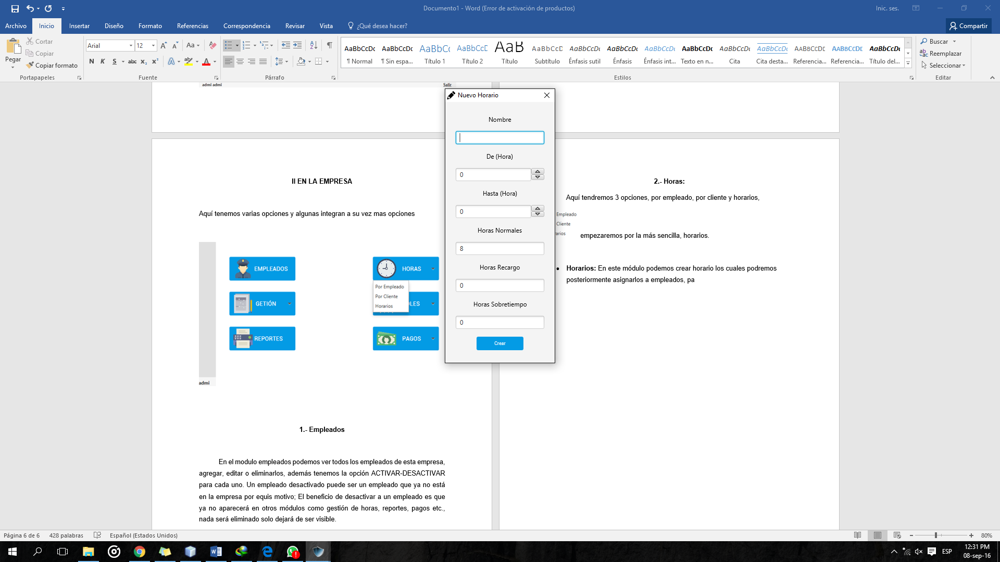 Documento1 - Word (Error de activación de productos)
Inic. ses.
Archivo Inicio Insertar Diseño Formato Referencias Correspondencia Revisar Vista ¿Qué desea hacer? Compartir
Pegar
Cortar
Copiar
Copiar formato
Portapapeles
Arial 12 Aa
N K S abc x₂ x² A A
Fuente
Párrafo
AaBbCcDc AaBbCcDc AaBbCc AaBbCcD AaB AaBbCcD AaBbCcDc AaBbCcDc AaBbCcDc AaBbCcDc AaBbCcDc AaBbCcDc AABBCCDE AABBCCDE AaBbCcDc
¶ Normal ¶ Sin espa... Título 1 Título 2 Título Subtítulo Énfasis sutil Énfasis Énfasis int... Texto en n... Cita Cita desta... Referencia... Referencia... Título del...
Estilos
Buscar
Reemplazar
Seleccionar
Editar
admi admi Salir
II EN LA EMPRESA
Aquí tenemos varias opciones y algunas integran a su vez mas opciones
EMPLEADOS
HORAS
Por Empleado
Por Cliente
Horarios
GETIÓN
LES
REPORTES
PAGOS
admi
1.- Empleados
En el modulo empleados podemos ver todos los empleados de esta empresa,
agregar, editar o eliminarlos, además tenemos la opción ACTIVAR-DESACTIVAR
para cada uno. Un empleado desactivado puede ser un empleado que ya no está
en la empresa por equis motivo; El beneficio de desactivar a un empleado es que
ya no aparecerá en otros módulos como gestión de horas, reportes, pagos etc.,
nada será eliminado solo dejará de ser visible.
Nuevo Horario
Nombre
De (Hora)
0
Hasta (Hora)
0
Horas Normales
8
Horas Recargo
0
Horas Sobretiempo
0
Crear
2.- Horas:
Aquí tendremos 3 opciones, por empleado, por cliente y horarios,
Empleado
Cliente
arios
empezaremos por la más sencilla, horarios.
• Horarios: En este módulo podemos crear horario los cuales podremos
posteriormente asignarlos a empleados, pa
Página 6 de 6 428 palabras Español (Estados Unidos) 80%
ESP
12:31 PM
08-sep-16